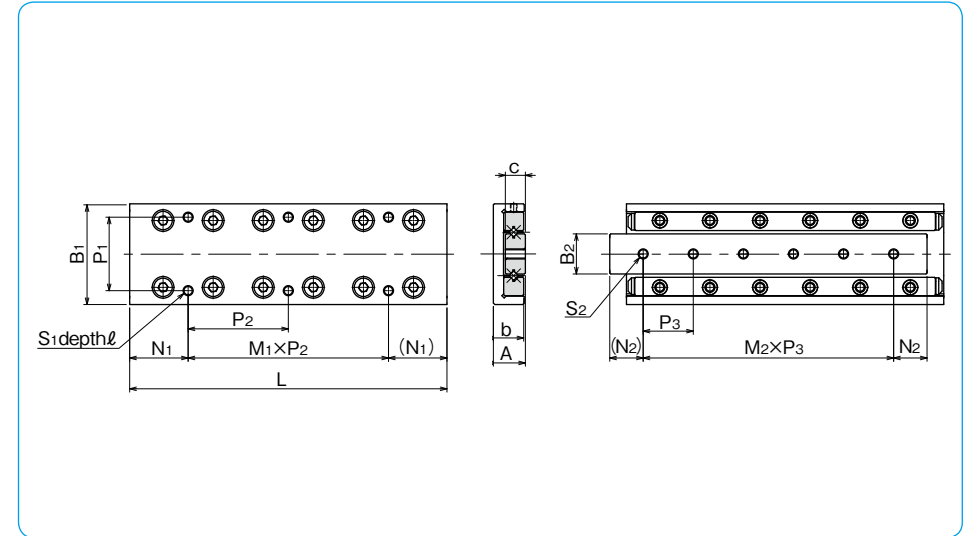 B1
P1
S1depthℓ
P2
N1
M1×P2
(N1)
L
c
b
A
B2
S2
P3
(N2)
M2×P3
N2